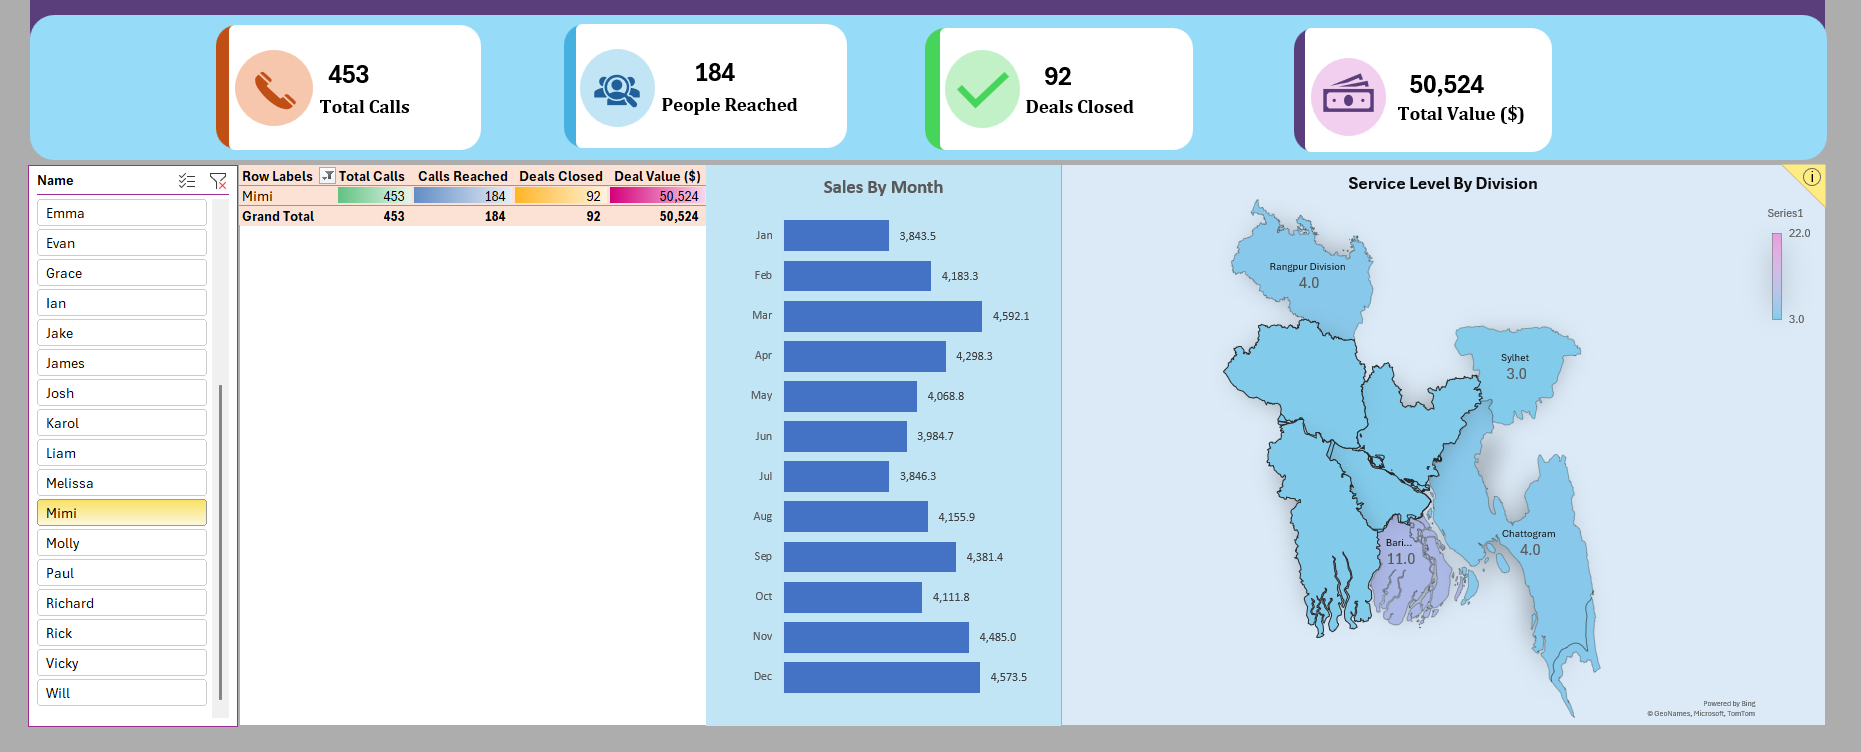 453
Total Calls
184
People Reached
92
Deals Closed
50,524
Total Value ($)
Name
Emma
Evan
Grace
Ian
Jake
James
Josh
Karol
Liam
Melissa
Mimi
Molly
Paul
Richard
Rick
Vicky
Will
Row Labels Total Calls Calls Reached Deals Closed Deal Value ($)
Mimi 453 184 92 50,524
Grand Total 453 184 92 50,524
Sales By Month
Jan 3,843.5
Feb 4,183.3
Mar 4,592.1
Apr 4,298.3
May 4,068.8
Jun 3,984.7
Jul 3,846.3
Aug 4,155.9
Sep 4,381.4
Oct 4,111.8
Nov 4,485.0
Dec 4,573.5
Service Level By Division
Series1
22.0
3.0
Rangpur Division
4.0
Sylhet
3.0
Chattogram
4.0
Bari...
11.0
Powered by Bing
© GeoNames, Microsoft, TomTom